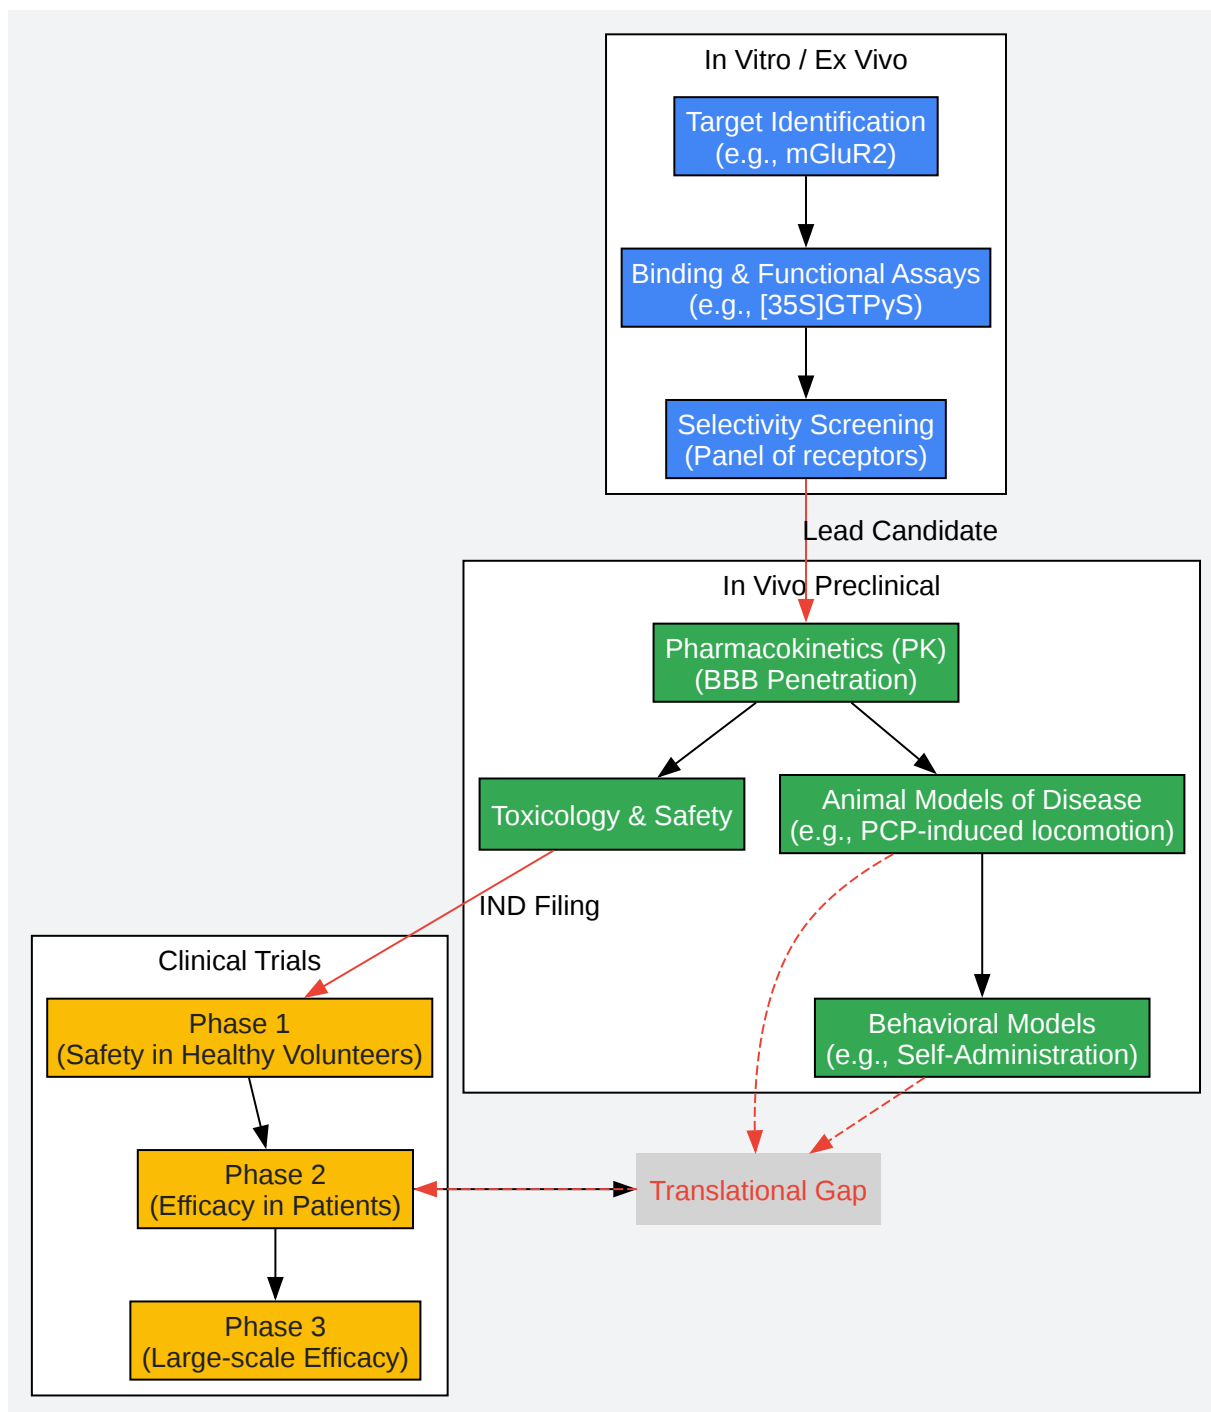 In Vitro / Ex Vivo
Target Identification
(e.g., mGluR2)
Binding & Functional Assays
(e.g., [35S]GTPγS)
Selectivity Screening
(Panel of receptors)
Lead Candidate
In Vivo Preclinical
Pharmacokinetics (PK)
(BBB Penetration)
Toxicology & Safety
Animal Models of Disease
(e.g., PCP-induced locomotion)
IND Filing
Clinical Trials
Phase 1
(Safety in Healthy Volunteers)
Behavioral Models
(e.g., Self-Administration)
Phase 2
(Efficacy in Patients)
Translational Gap
Phase 3
(Large-scale Efficacy)